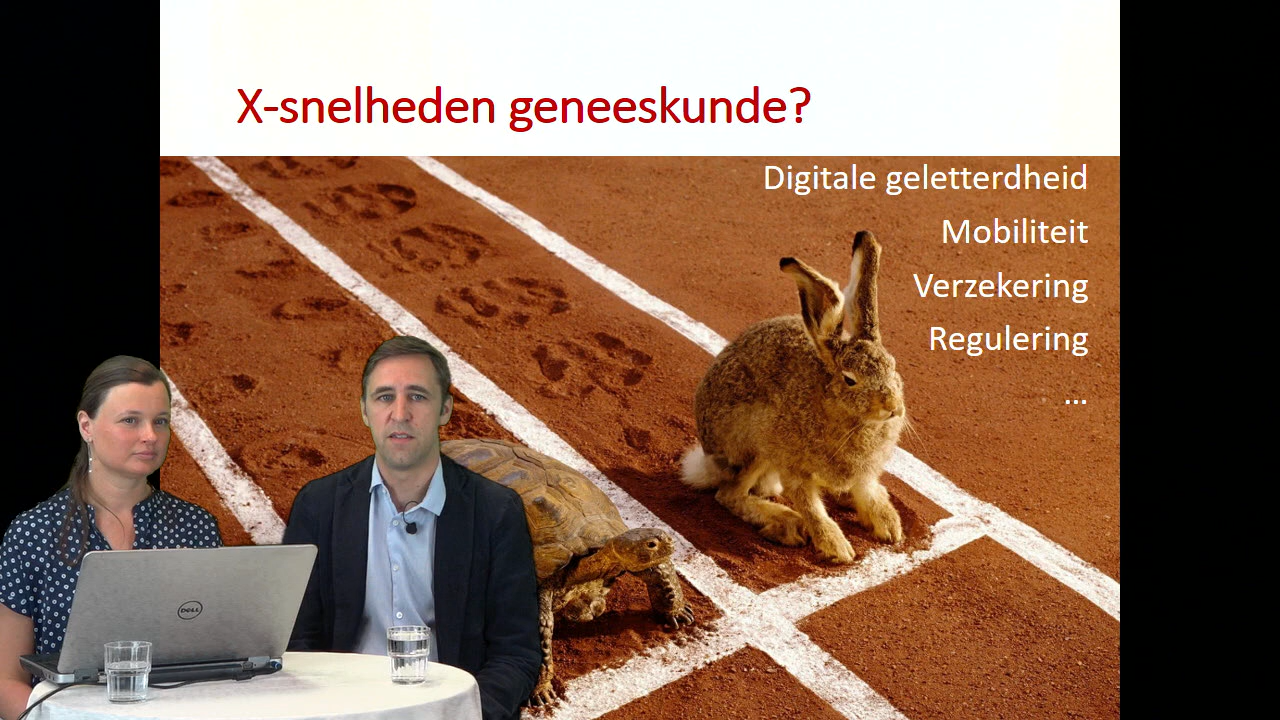 X-snelheden geneeskunde?
Digitale geletterdheid
Mobiliteit
Verzekering
Regulering
...
DELL